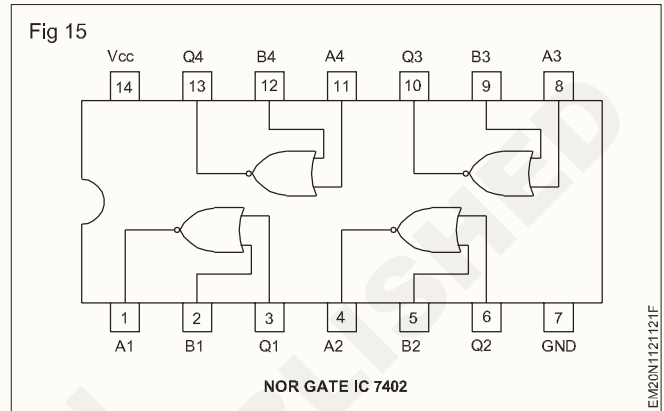 Fig 15
Vcc Q4 B4 A4 Q3 B3 A3
14 13 12 11 10 9 8
1 2 3 4 5 6 7
A1 B1 Q1 A2 B2 Q2 GND
NOR GATE IC 7402
EM20N1121121F